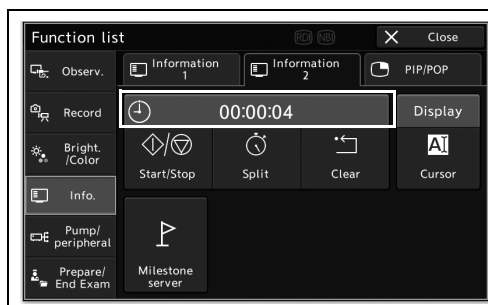 Function list
RDI NBI
Close
Observ.
Information
1
Information
2
PIP/POP
Record
00:00:04
Display
Bright.
/Color
Start/Stop
Split
Clear
A
Cursor
Info.
Pump/
peripheral
Prepare/
End Exam
Milestone
server